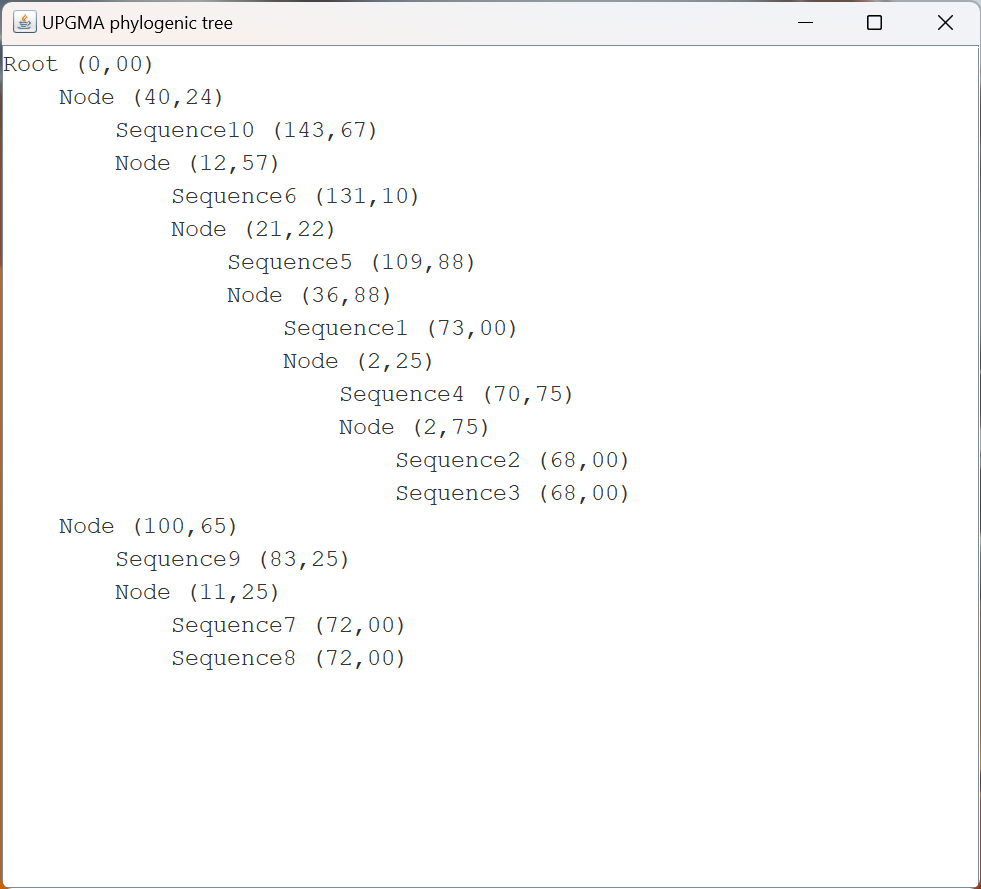 UPGMA phylogenic tree
Root (0,00)
Node (40,24)
Sequence10 (143,67)
Node (12,57)
Sequence6 (131,10)
Node (21,22)
Sequence5 (109,88)
Node (36,88)
Sequence1 (73,00)
Node (2,25)
Sequence4 (70,75)
Node (2,75)
Sequence2 (68,00)
Sequence3 (68,00)
Node (100,65)
Sequence9 (83,25)
Node (11,25)
Sequence7 (72,00)
Sequence8 (72,00)